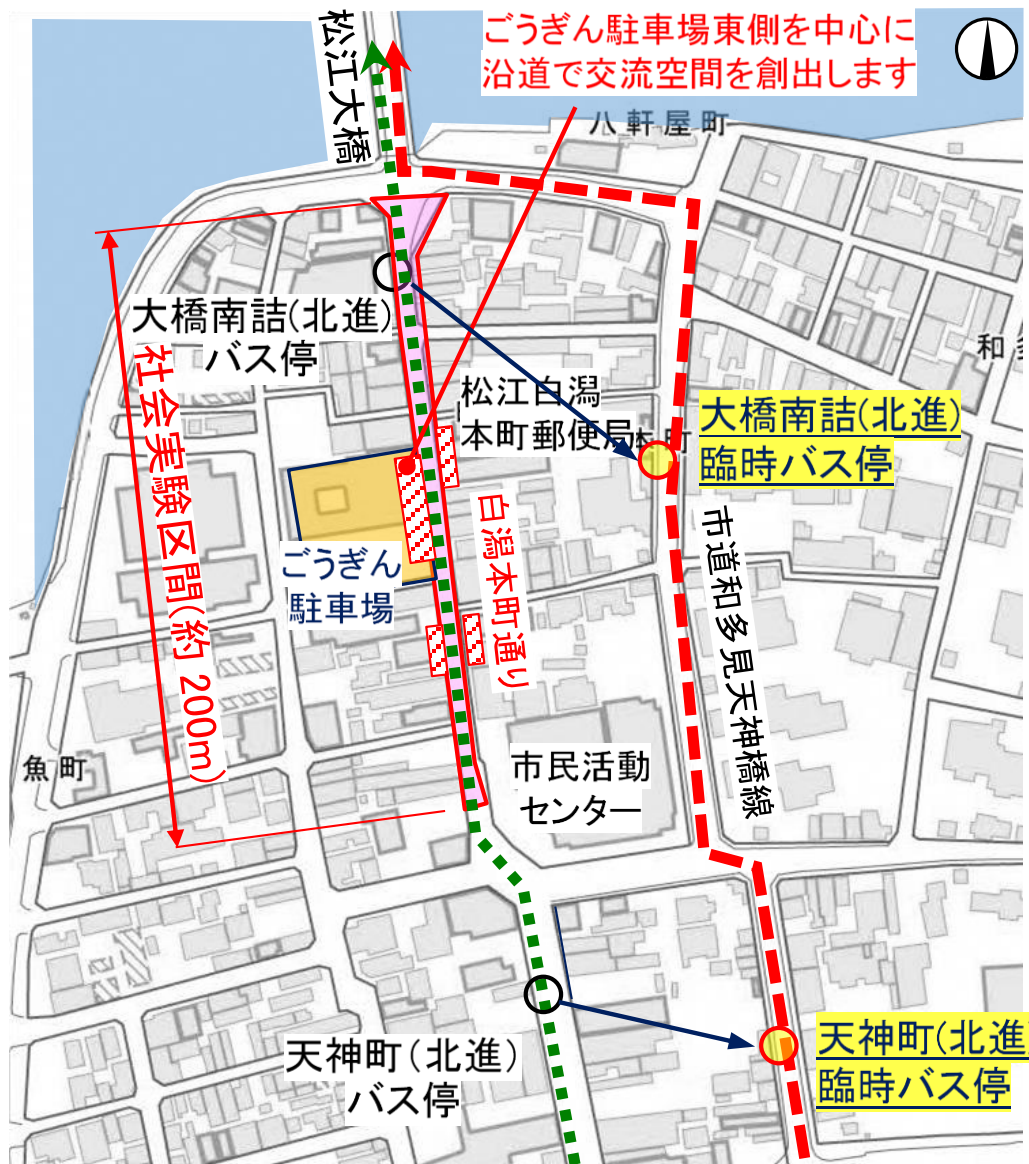 ごうぎん駐車場東側を中心に
沿道で交流空間を創出します
松江大橋
八軒屋町
大橋南詰(北進)
バス停
社会実験区間(約 200m)
松江白潟
本町郵便局
本町
和多
大橋南詰(北進)
臨時バス停
ごうぎん
駐車場
白潟本町通り
市道和多見天神橋線
魚町
市民活動
センター
天神町(北進)
バス停
天神町(北進
臨時バス停